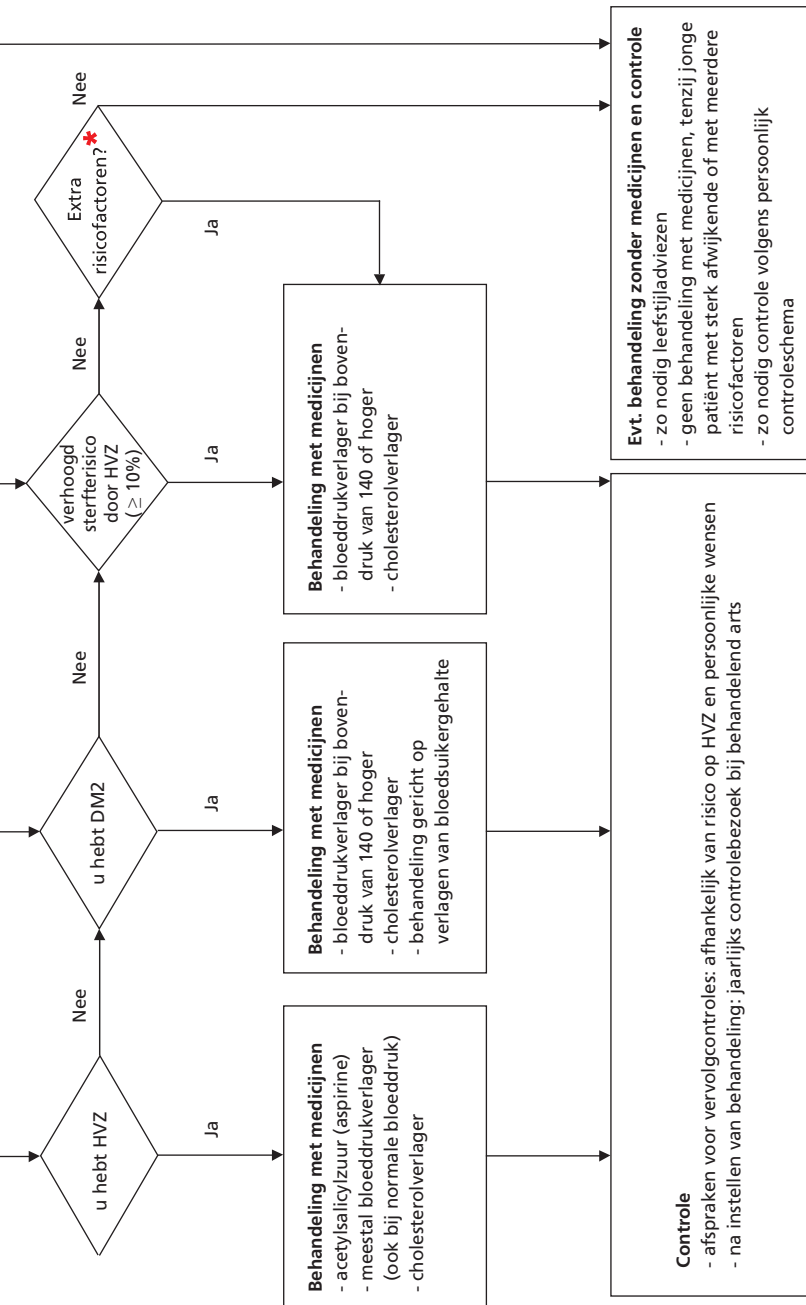 u hebt HVZ
Nee
Ja
u hebt DM2
Nee
Ja
verhoogd
sterfterisico
door HVZ
(≥ 10%)
Nee
Ja
Extra
risicofactoren?*
Nee
Ja
Behandeling met medicijnen
- acetylsalicylzuur (aspirine)
- meestal bloeddrukverlager
(ook bij normale bloeddruk)
- cholesterolverlager
Behandeling met medicijnen
- bloeddrukverlager bij boven-
druk van 140 of hoger
- cholesterolverlager
- behandeling gericht op
verlagen van bloedsuikergehalte
Behandeling met medicijnen
- bloeddrukverlager bij boven-
druk van 140 of hoger
- cholesterolverlager
Controle
- afspraken voor vervolgcontroles: afhankelijk van risico op HVZ en persoonlijke wensen
- na instellen van behandeling: jaarlijks controlebezoek bij behandelend arts
Evt. behandeling zonder medicijnen en controle
- zo nodig leefstijladviezen
- geen behandeling met medicijnen, tenzij jonge
patiënt met sterk afwijkende of met meerdere
risicofactoren
- zo nodig controle volgens persoonlijk
controleschema